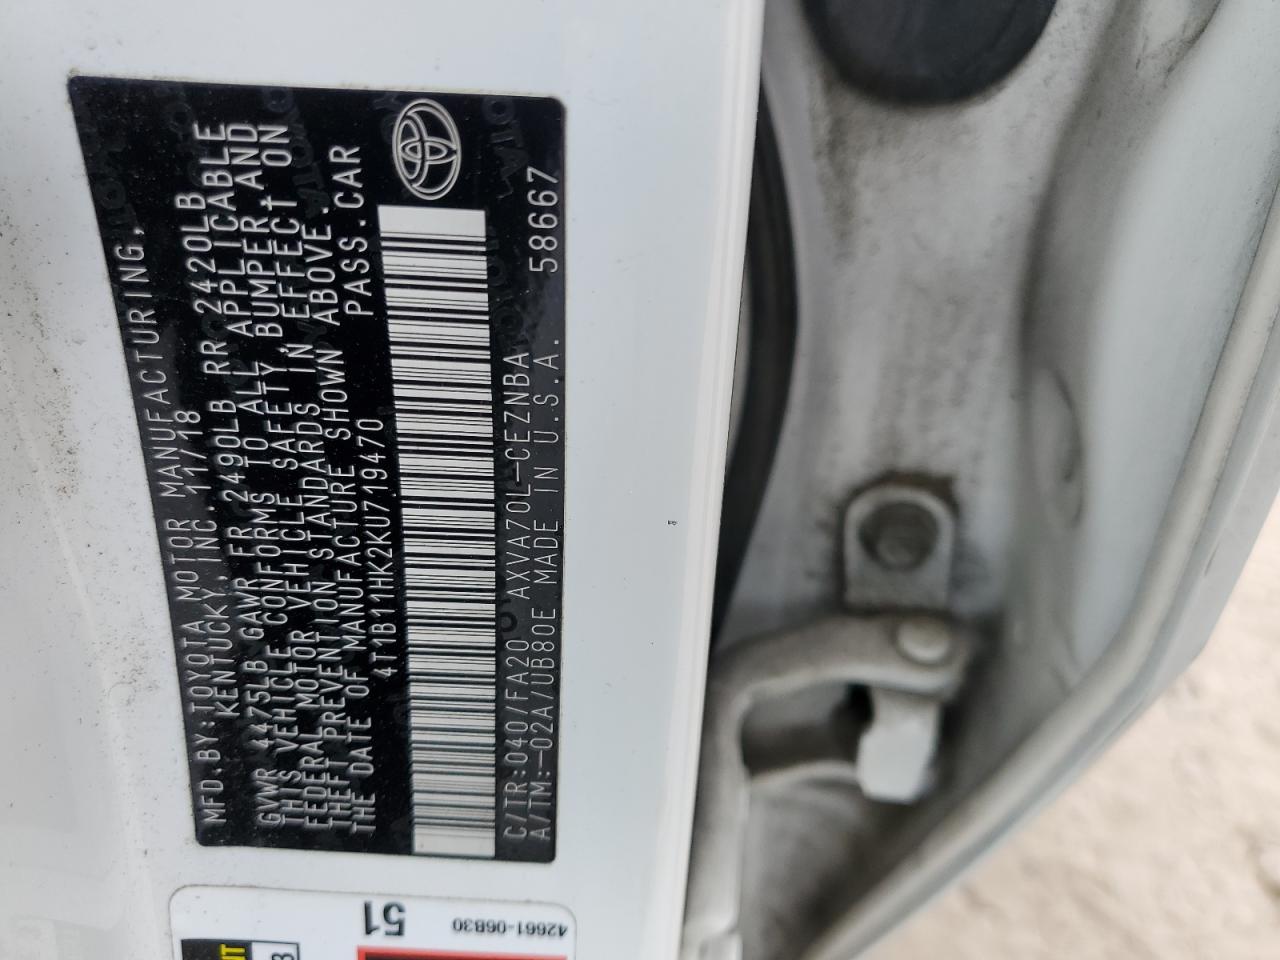 MFD.BY:TOYOTA MOTOR MANUFACTURING,
KENTUCKY,INC 11/18
GVWR 4475LB GAWR FR 2490LB RR 2420LB
THIS VEHICLE CONFORMS TO ALL APPLICABLE
FEDERAL MOTOR VEHICLE SAFETY, BUMPER, AND
THEFT PREVENTION STANDARDS IN EFFECT ON
THE DATE OF MANUFACTURE SHOWN ABOVE.
4T1B11HK2KU719470 PASS.CAR
C/TR:040/FA20 AXVA70L-CEZNBA 58667
A/TM:-02A/UB80E MADE IN U.S.A.
51
42661-06B30